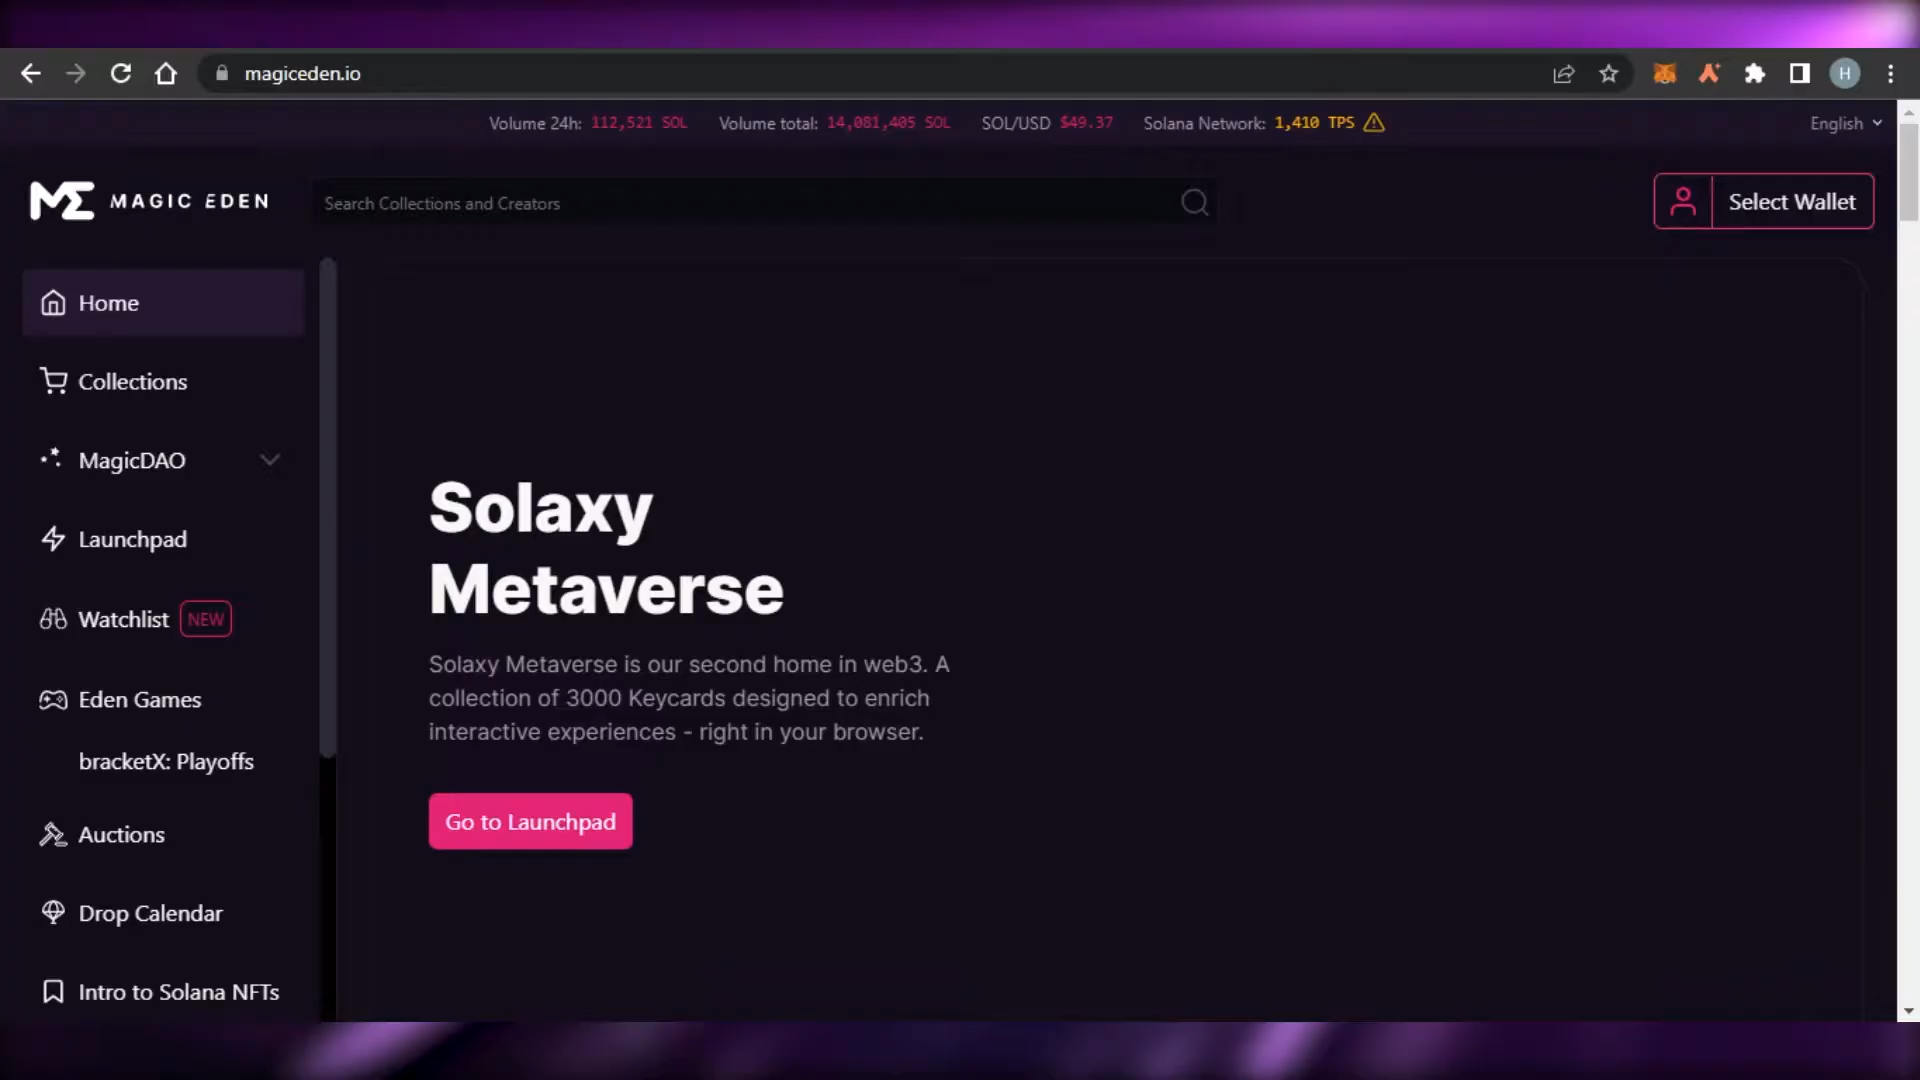 magiceden.io
H
Volume 24h: 112,521 SOL Volume total: 14,081,405 SOL SOL/USD $49.37 Solana Network: 1,410 TPS
English
ME MAGIC EDEN
Search Collections and Creators
Select Wallet
Home
Collections
MagicDAO
Launchpad
Watchlist NEW
Eden Games
bracketX: Playoffs
Auctions
Drop Calendar
Intro to Solana NFTs
Solaxy
Metaverse
Solaxy Metaverse is our second home in web3. A
collection of 3000 Keycards designed to enrich
interactive experiences - right in your browser.
Go to Launchpad